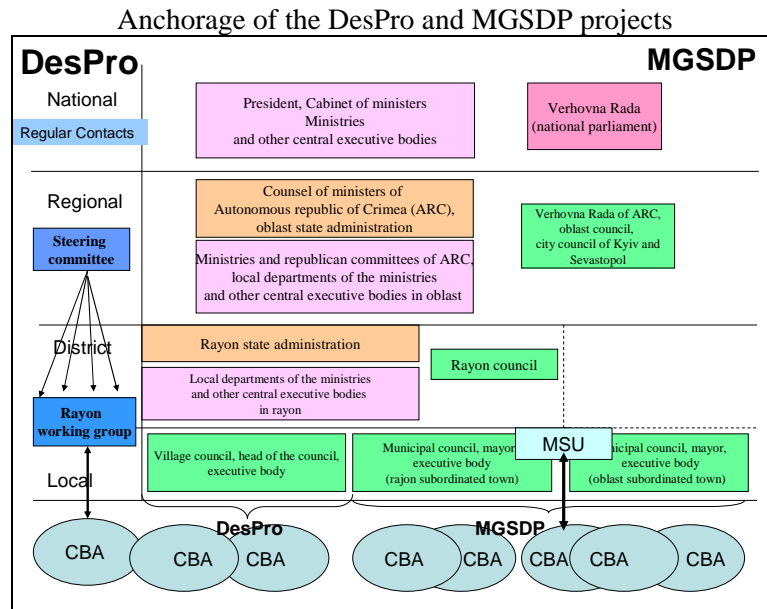 Anchorage of the DesPro and MGSDP projects
DesPro
MGSDP
National
Regular Contacts
President, Cabinet of ministers
Ministries
and other central executive bodies
Verhovna Rada
(national parliament)
Regional
Steering
committee
Counsel of ministers of
Autonomous republic of Crimea (ARC),
oblast state administration
Ministries and republican committees of ARC,
local departments of the ministries
and other central executive bodies in oblast
Verhovna Rada of ARC,
oblast council,
city council of Kyiv and
Sevastopol
District
Rayon state administration
Rayon council
Local departments of the ministries
and other central executive bodies
in rayon
Rayon
working group
Local
Village council, head of the council,
executive body
Municipal council, mayor,
executive body
(rajon subordinated town)
MSU
unicipal council, mayor,
executive body
(oblast subordinated town)
DesPro
MGSDP
CBA
CBA
CBA
CBA
CBA
CBA
CBA
CBA